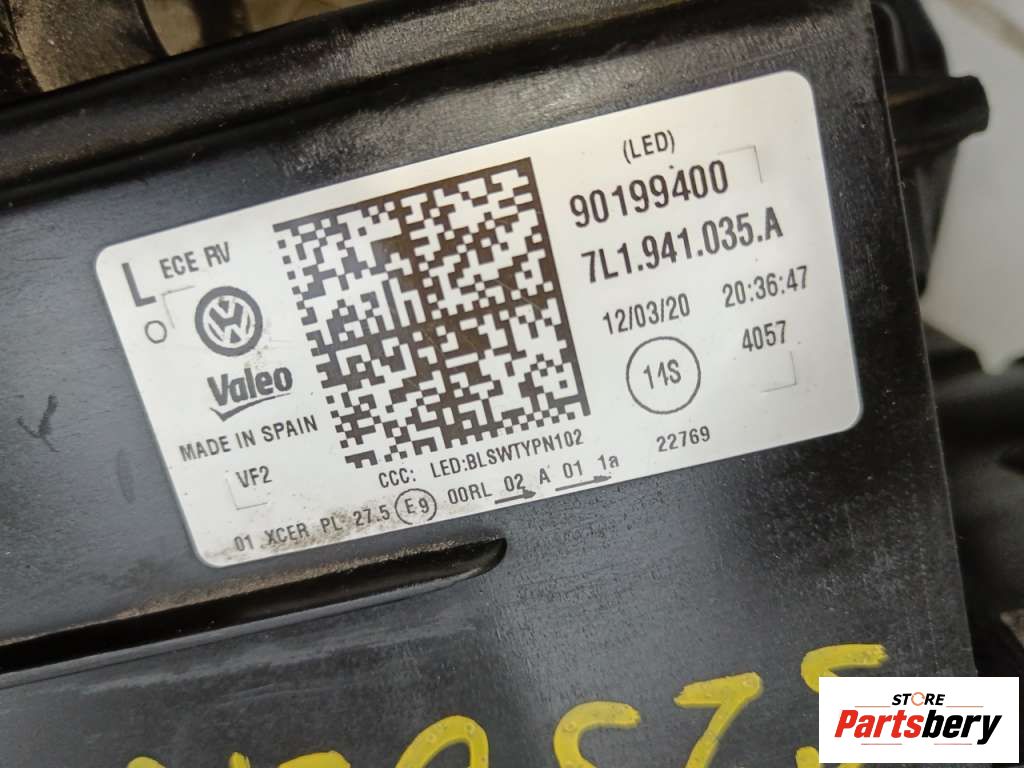 (LED)
90199400
7L1.941.035.A
12/03/20 20:36:47
4057
14S
22769
L ECE RV
Valeo
MADE IN SPAIN
VF2
CCC: LED:BLSWTYPN102
01 XCER PL 27.5 E9 00RL 02 A 01 1a
STORE
Partsbery